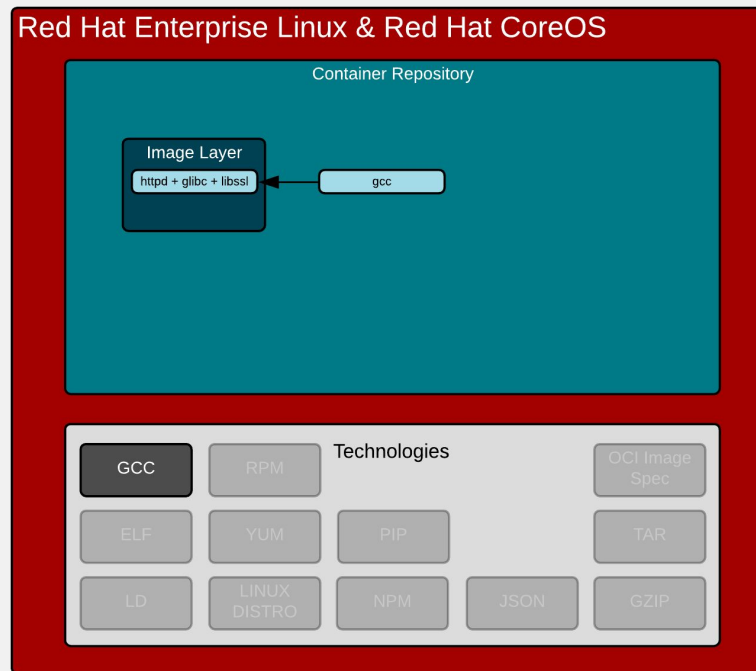 Red Hat Enterprise Linux & Red Hat CoreOS
Container Repository
Image Layer
httpd + glibc + libssl
gcc
Technologies
GCC
RPM
OCI Image
Spec
ELF
YUM
PIP
TAR
LD
LINUX
DISTRO
NPM
JSON
GZIP